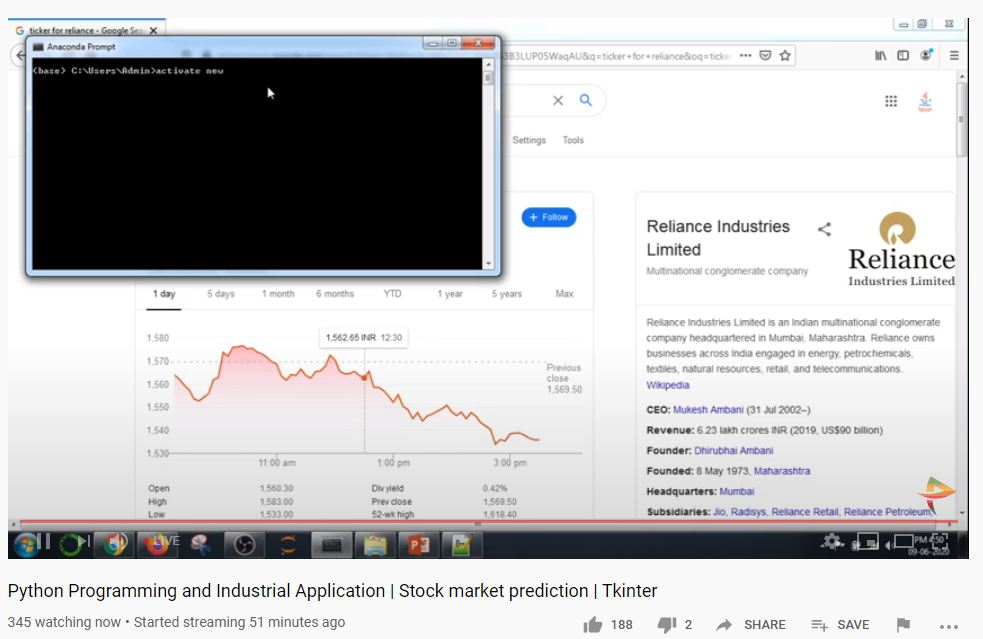 ticker for reliance - Google Sea
Anaconda Prompt
(base) C:\Users\Admin>activate new
383LUP05WaqAU&q=ticker+for+reliance&oq=ticke
Settings Tools
+ Follow
Reliance Industries
Limited
Multinational conglomerate company
Reliance
Industries Limited
1 day 5 days 1 month 6 months YTD 1 year 5 years Max
1,562.65 INR 12:30
1,580
1,570
1,560
1,550
1,540
1,530
Previous
close
1,569.50
11:00 am 1:00 pm 3:00 pm
Open 1,560.30 Div yield 0.42%
High 1,583.00 Prev close 1,569.50
Low 1,533.00 52-wk high 1,618.40
Reliance Industries Limited is an Indian multinational conglomerate
company headquartered in Mumbai, Maharashtra. Reliance owns
businesses across India engaged in energy, petrochemicals,
textiles, natural resources, retail, and telecommunications.
Wikipedia
CEO: Mukesh Ambani (31 Jul 2002–)
Revenue: 6.23 lakh crores INR (2019, US$90 billion)
Founder: Dhirubhai Ambani
Founded: 8 May 1973, Maharashtra
Headquarters: Mumbai
Subsidiaries: Jio, Radisys, Reliance Retail, Reliance Petroleum,
LIVE
PM 4:50
09-06-2020
Python Programming and Industrial Application | Stock market prediction | Tkinter
345 watching now • Started streaming 51 minutes ago
188 2 SHARE SAVE